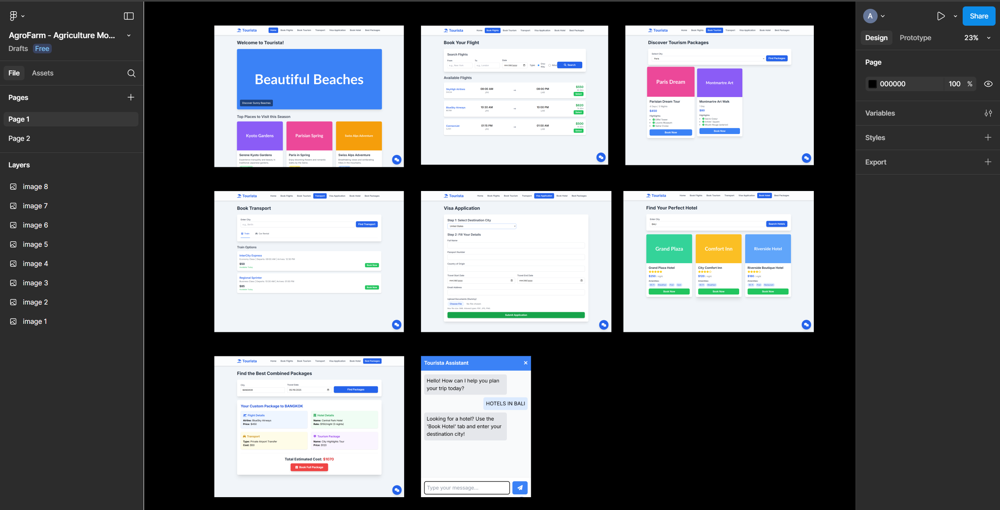 AgroFarm - Agriculture Mo...
Drafts Free
File Assets
Pages
Page 1
Page 2
Layers
image 8
image 7
image 6
image 5
image 4
image 3
image 2
image 1
Tourista Home Book Flights Book Tourism Transport Visa Application Book Hotel Best Packages
Welcome to Tourista!
Beautiful Beaches
Discover Sunny Beaches
Top Places to Visit this Season
Kyoto Gardens Parisian Spring Swiss Alps Adventure
Serene Kyoto Gardens Paris in Spring Swiss Alps Adventure
Experience tranquility and beauty in Enjoy blooming flowers and romantic Breathtaking views and exhilarating
traditional Japanese gardens. walks by the Seine. hikes in the mountains.
Tourista Home Book Flights Book Tourism Transport Visa Application Book Hotel Best Packages
Book Your Flight
Search Flights
From To Date
e.g., New York e.g., London mm/dd/yyyy Type: One-Way Retu Search
Available Flights
SkyHigh Airlines 08:00 AM → 08:00 PM $550
SH234 JFK LHR Select
BlueSky Airways 10:30 AM → 10:00 PM $620
BS788 JFK LHR 7h 30m Select
ConnectJet 01:15 PM → 01:00 AM $500
CJ101 JFK LHR 7h 45m Select
Tourista Home Book Flights Book Tourism Transport Visa Application Book Hotel Best Packages
Discover Tourism Packages
Select City
Paris Find Packages
Paris Dream Montmartre Art
Parisian Dream Tour Montmartre Art Walk
4 Days / 3 Nights 1 Day
$450 $80
Highlights: Highlights:
Eiffel Tower Sacre-Coeur
Louvre Museum Artists' Square
Seine Cruise Moulin Rouge (exterior)
Book Now Book Now
Tourista Home Book Flights Book Tourism Transport Visa Application Book Hotel Best Packages
Book Transport
Enter City
e.g., Berlin Find Transport
Train Car Rental
Train Options
InterCity Express
Economy Class | Departs: 08:00 AM | Arrives: 12:30 PM
$50
Available Today Book Now
Regional Sprinter
Business Class | Departs: 10:30 AM | Arrives: 01:00 PM
$85
Available Today Book Now
Tourista Home Book Flights Book Tourism Transport Visa Application Book Hotel Best Packages
Visa Application
Step 1: Select Destination City
United States
Step 2: Fill Your Details
Full Name
Passport Number
Country of Origin
Travel Start Date Travel End Date
mm/dd/yyyy mm/dd/yyyy
Email Address
Upload Documents (Dummy)
Choose File No file chosen
Max file size: 5MB. Allowed types: PDF, JPG, PNG.
Submit Application
Tourista Home Book Flights Book Tourism Transport Visa Application Book Hotel Best Packages
Find Your Perfect Hotel
Enter City
BALI Search Hotels
Grand Plaza Comfort Inn Riverside Hotel
Grand Plaza Hotel City Comfort Inn Riverside Boutique Hotel
$250 / night $120 / night $180 / night
Amenities: Amenities: Amenities:
Wi-Fi Breakfast Pool Gym Wi-Fi Breakfast Wi-Fi Pool Restaurant
Book Now Book Now Book Now
Tourista Home Book Flights Book Tourism Transport Visa Application Book Hotel Best Packages
Find the Best Combined Packages
City Travel Date
BANGKOK 05/16/2025 Find Packages
Your Custom Package to BANGKOK
Flight Details Hotel Details
Airline: BlueSky Airways Name: Central Park Hotel
Price: $450 Rate: $150/night (3 nights)
Transport Tourism Package
Type: Private Airport Transfer Name: City Highlights Tour
Cost: $50 Price: $120
Total Estimated Cost: $1070
Book Full Package
Tourista Assistant
Hello! How can I help you plan
your trip today?
HOTELS IN BALI
Looking for a hotel? Use the
'Book Hotel' tab and enter your
destination city!
Type your message...
A Share
Design Prototype 23%
Page
000000 100 %
Variables
Styles
Export